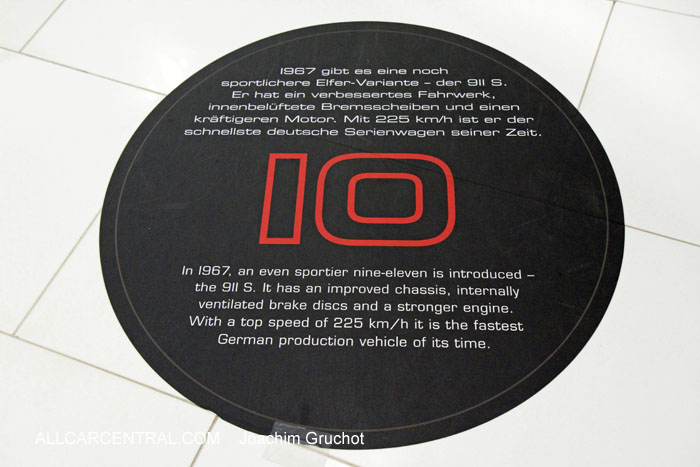 1967 gibt es eine noch
sportlichere Elfer-Variante – der 911 S.
Er hat ein verbessertes Fahrwerk,
innenbelüftete Bremsscheiben und einen
kräftigeren Motor. Mit 225 km/h ist er der
schnellste deutsche Serienwagen seiner Zeit.
10
In 1967, an even sportier nine-eleven is introduced –
the 911 S. It has an improved chassis, internally
ventilated brake discs and a stronger engine.
With a top speed of 225 km/h it is the fastest
German production vehicle of its time.
ALLCARCENTRAL.COM Joachim Gruchot